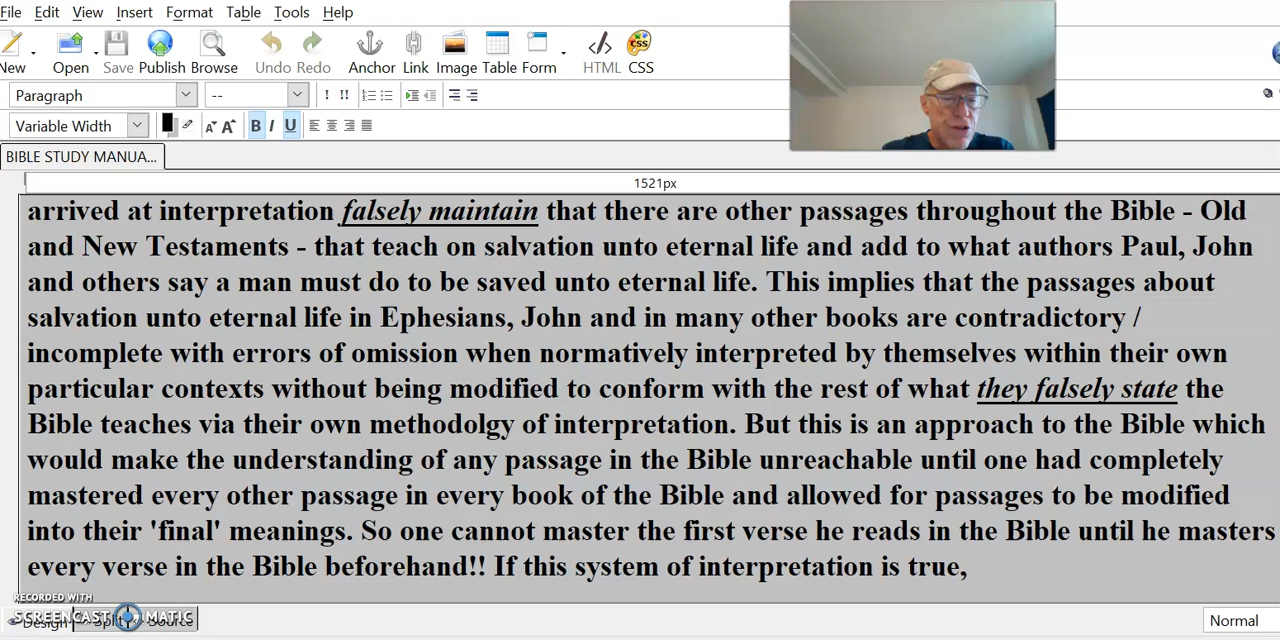 File Edit View Insert Format Table Tools Help
New Open Save Publish Browse Undo Redo Anchor Link Image Table Form HTML CSS
Paragraph --
Variable Width B I U
BIBLE STUDY MANUA...
1521px
arrived at interpretation falsely maintain that there are other passages throughout the Bible - Old
and New Testaments - that teach on salvation unto eternal life and add to what authors Paul, John
and others say a man must do to be saved unto eternal life. This implies that the passages about
salvation unto eternal life in Ephesians, John and in many other books are contradictory /
incomplete with errors of omission when normatively interpreted by themselves within their own
particular contexts without being modified to conform with the rest of what they falsely state the
Bible teaches via their own methodolgy of interpretation. But this is an approach to the Bible which
would make the understanding of any passage in the Bible unreachable until one had completely
mastered every other passage in every book of the Bible and allowed for passages to be modified
into their 'final' meanings. So one cannot master the first verse he reads in the Bible until he masters
every verse in the Bible beforehand!! If this system of interpretation is true,
RECORDED WITH
SCREENCAST MATIC
Design Split Source Normal